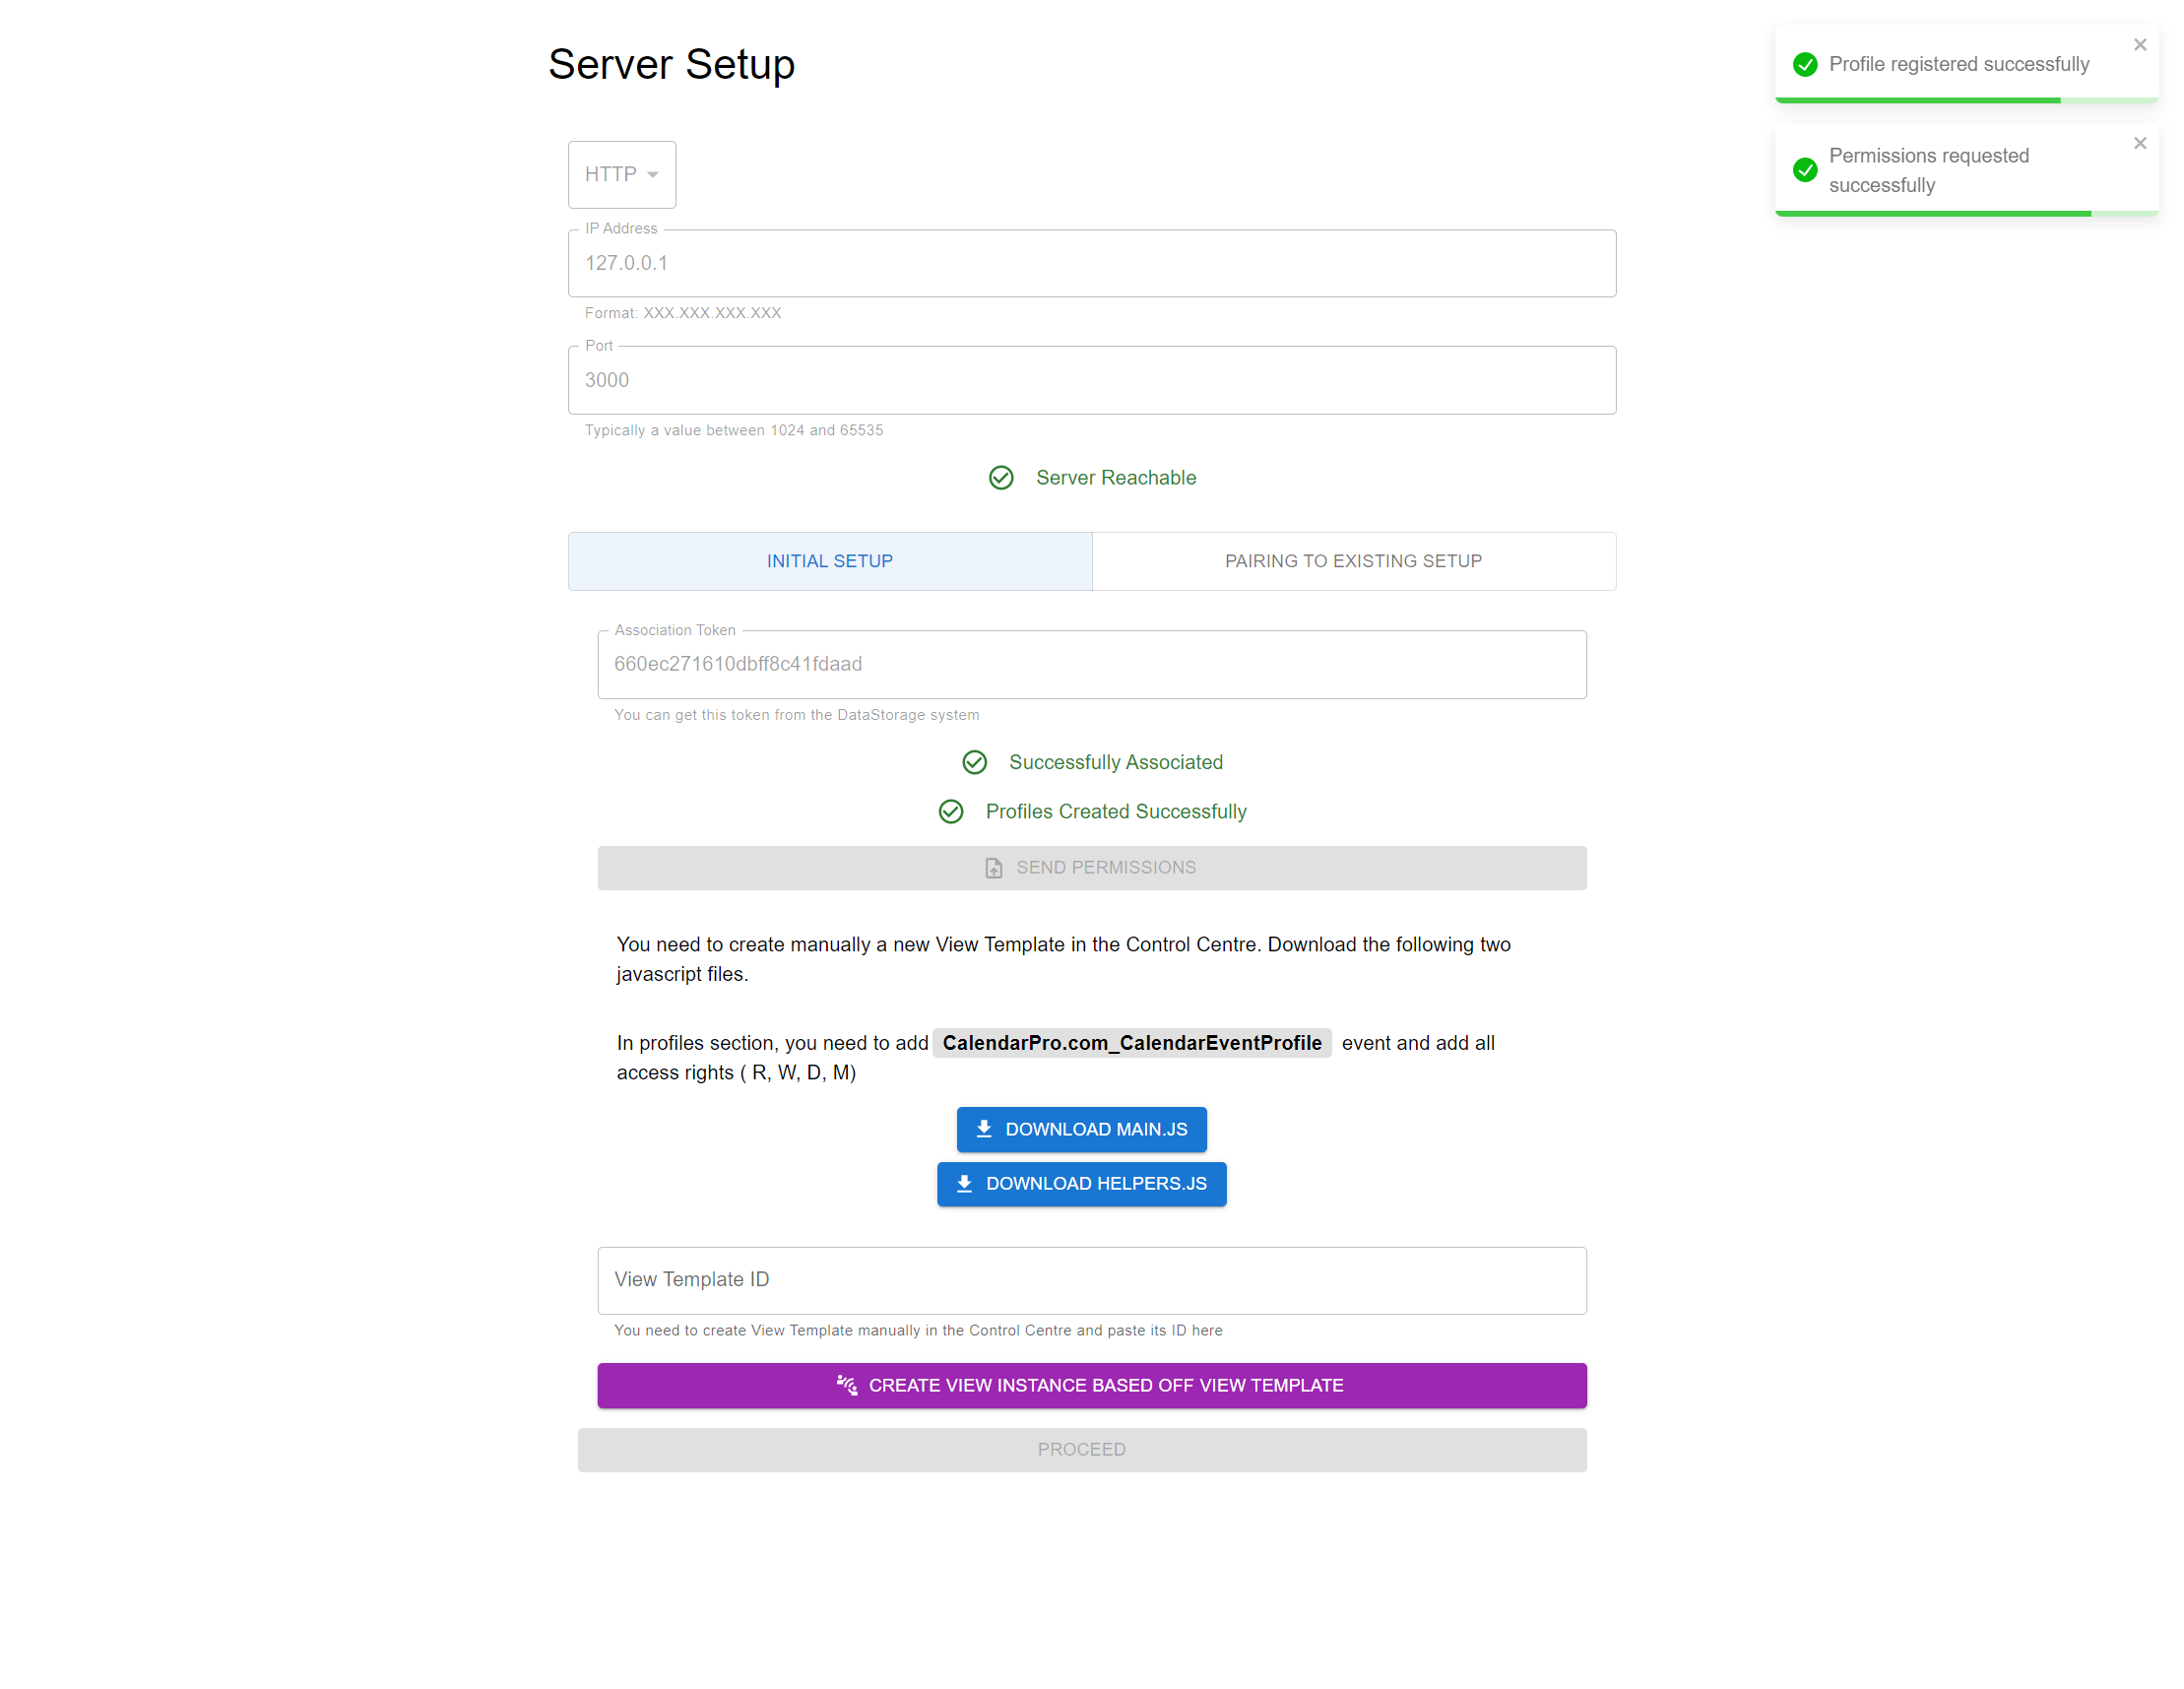 Server Setup
Profile registered successfully
Permissions requested
successfully
HTTP
IP Address
127.0.0.1
Format: XXX.XXX.XXX.XXX
Port
3000
Typically a value between 1024 and 65535
Server Reachable
INITIAL SETUP
PAIRING TO EXISTING SETUP
Association Token
660ec271610dbff8c41fdaad
You can get this token from the DataStorage system
Successfully Associated
Profiles Created Successfully
SEND PERMISSIONS
You need to create manually a new View Template in the Control Centre. Download the following two
javascript files.
In profiles section, you need to add CalendarPro.com_CalendarEventProfile event and add all
access rights ( R, W, D, M)
DOWNLOAD MAIN.JS
DOWNLOAD HELPERS.JS
View Template ID
You need to create View Template manually in the Control Centre and paste its ID here
CREATE VIEW INSTANCE BASED OFF VIEW TEMPLATE
PROCEED